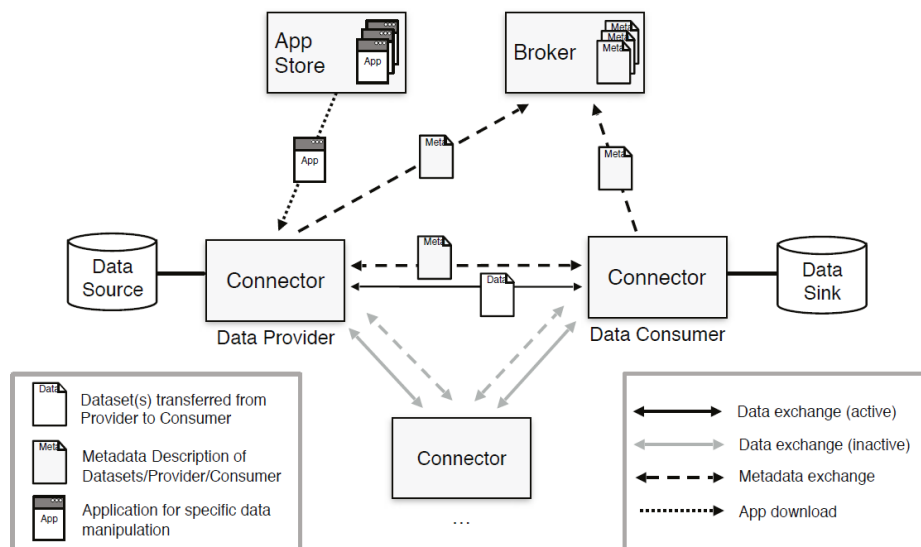 App
Store
App
Broker
Meta
Meta
Meta
App
Meta
Meta
Data
Source
Connector
Data Provider
Meta
Data
Connector
Data Consumer
Data
Sink
Connector
...
Data
Dataset(s) transferred from
Provider to Consumer
Meta
Metadata Description of
Datasets/Provider/Consumer
App
Application for specific data
manipulation
Data exchange (active)
Data exchange (inactive)
Metadata exchange
App download